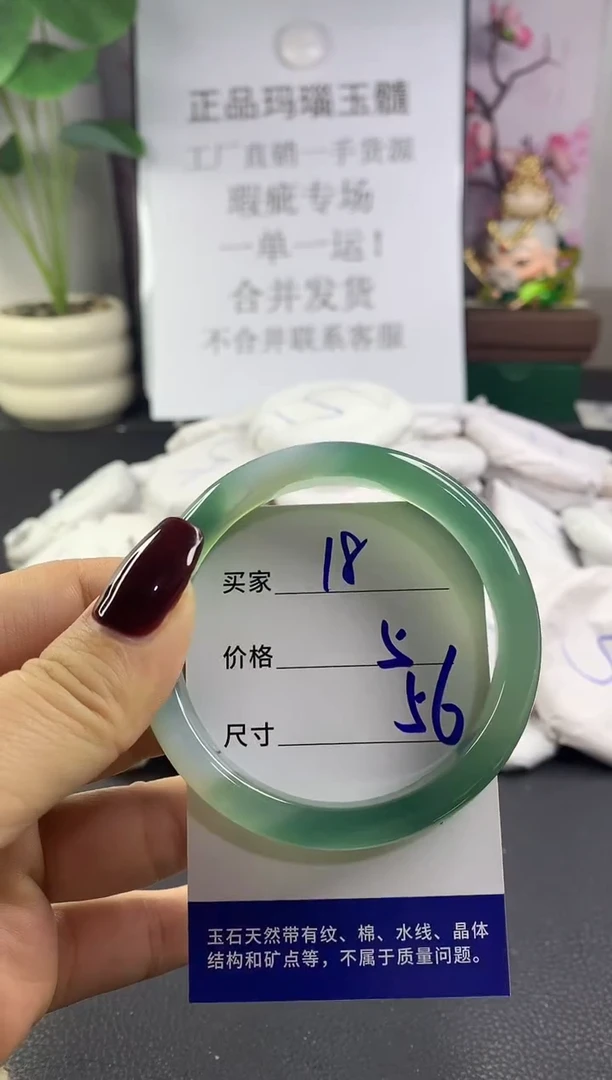 正品玛瑙玉髓
工厂直销一手货源
瑕疵专场
一单一运！
合并发货
不合并联系客服
买家 18
价格 5
尺寸 56
玉石天然带有纹、棉、水线、晶体
结构和矿点等，不属于质量问题。